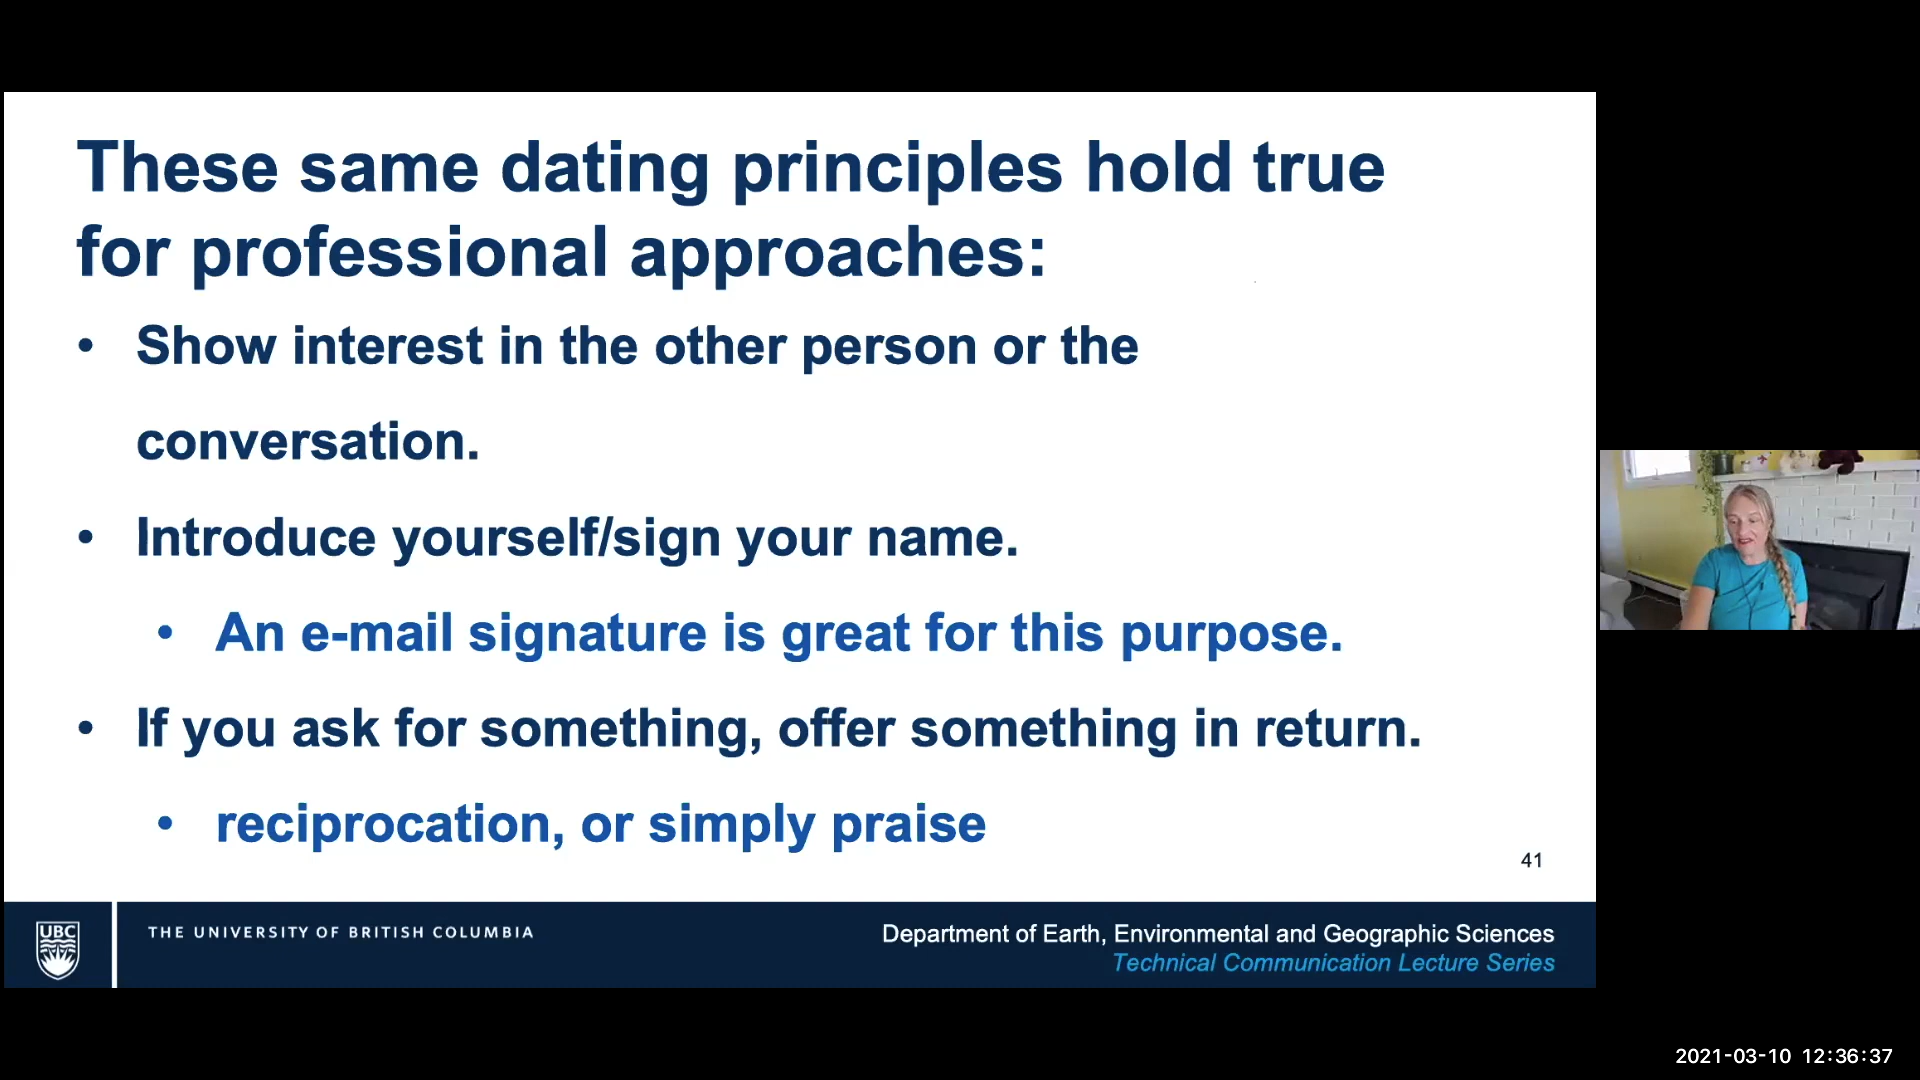 These same dating principles hold true
for professional approaches:
• Show interest in the other person or the
conversation.
• Introduce yourself/sign your name.
• An e-mail signature is great for this purpose.
• If you ask for something, offer something in return.
• reciprocation, or simply praise
41
UBC
THE UNIVERSITY OF BRITISH COLUMBIA
Department of Earth, Environmental and Geographic Sciences
Technical Communication Lecture Series
2021-03-10 12:36:37